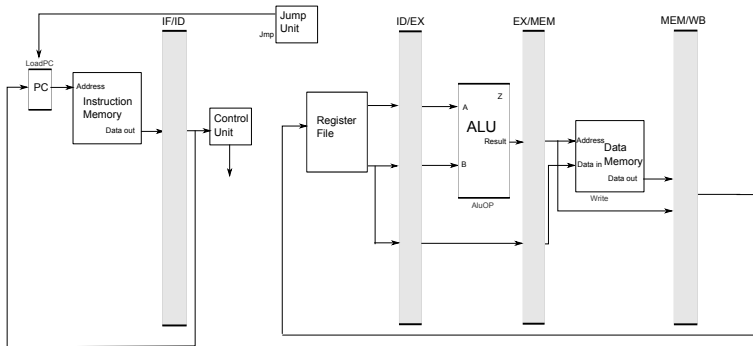 IF/ID
ID/EX
EX/MEM
MEM/WB
Jump
Unit
Jmp
LoadPC
PC
Address
Instruction
Memory
Data out
Control
Unit
Register
File
A
Z
ALU
Result
B
AluOP
Address
Data
Data in
Memory
Data out
Write